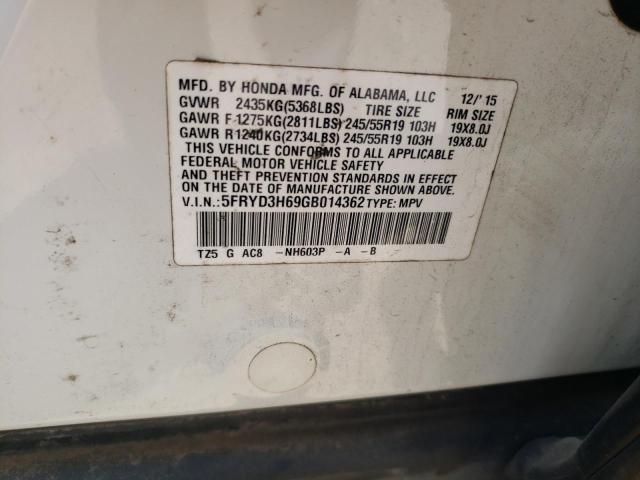 MFD. BY HONDA MFG. OF ALABAMA, LLC 12/'15
GVWR 2435KG(5368LBS) TIRE SIZE RIM SIZE
GAWR F 1275KG(2811LBS) 245/55R19 103H 19X8.0J
GAWR R1240KG(2734LBS) 245/55R19 103H 19X8.0J
THIS VEHICLE CONFORMS TO ALL APPLICABLE
FEDERAL MOTOR VEHICLE SAFETY
AND THEFT PREVENTION STANDARDS IN EFFECT
ON THE DATE OF MANUFACTURE SHOWN ABOVE.
V.I.N.: 5FRYD3H69GB014362 TYPE: MPV
TZ5 G AC8 -NH603P -A -B